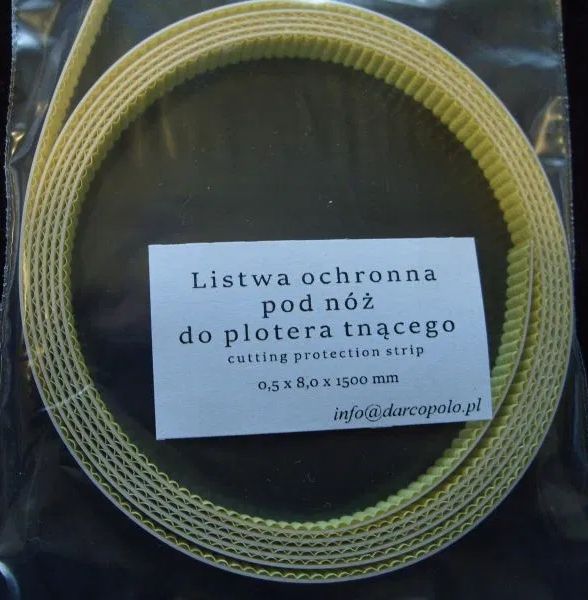 Listwa ochronna
pod nóż
do plotera tnącego
cutting protection strip
0,5 x 8,0 x 1500 mm
info@darcopolo.pl